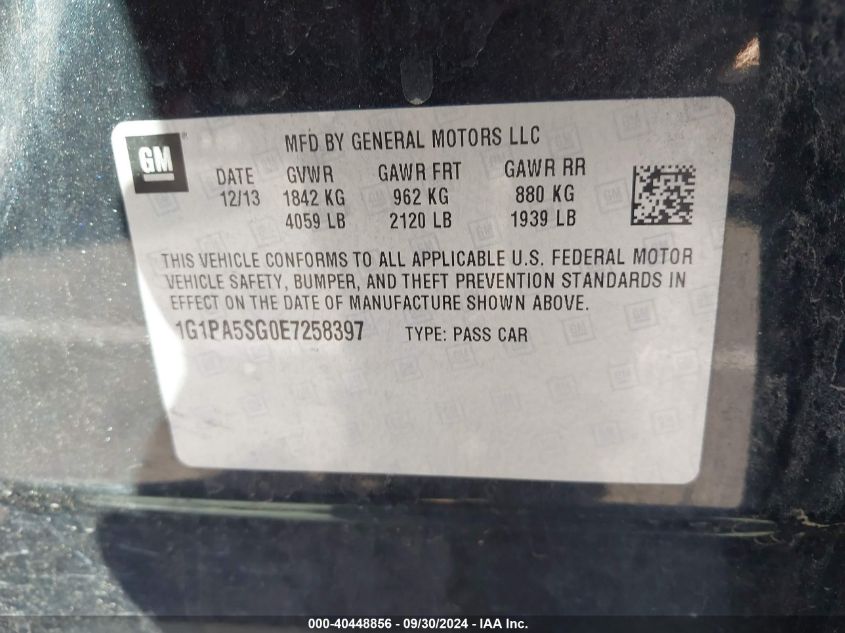 GM
MFD BY GENERAL MOTORS LLC
DATE GVWR GAWR FRT GAWR RR
12/13 1842 KG 962 KG 880 KG
4059 LB 2120 LB 1939 LB
THIS VEHICLE CONFORMS TO ALL APPLICABLE U.S. FEDERAL MOTOR
VEHICLE SAFETY, BUMPER, AND THEFT PREVENTION STANDARDS IN
EFFECT ON THE DATE OF MANUFACTURE SHOWN ABOVE.
1G1PA5SG0E7258397 TYPE: PASS CAR
000-40448856 - 09/30/2024 - IAA Inc.